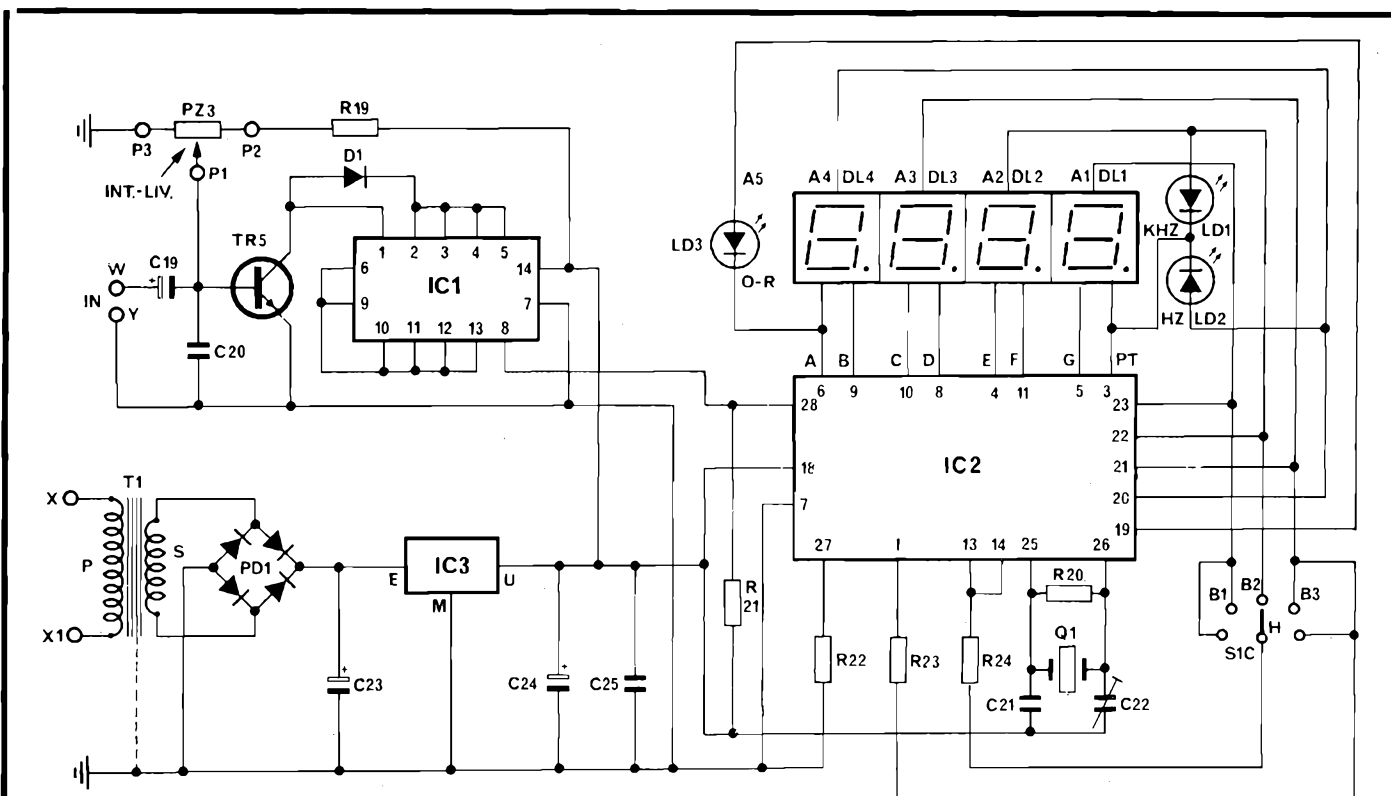 PZ3
R19
P3
P2
INT.-LIV.
P1
D1
A5
A4 DL4
A3 DL3
A2 DL2
A1 DL1
KHZ LD1
LD3
O-R
HZ LD2
TR5
W
C19
+
IN
Y
C20
1 2 3 4 5
6 14
IC1
9 7
10 11 12 13 8
A B C D E F G PT
6 9 10 8 4 11 5 3
28 23
22
18 IC2 21
7 20
19
27 1 13 14 25 26
X
T1
P
S
PD1
X1
E IC3 U
M
R 21
R20
Q1
R22
R23
R24
C21
C22
C23
+
C24
+
C25
B1
B2
B3
H
S1C